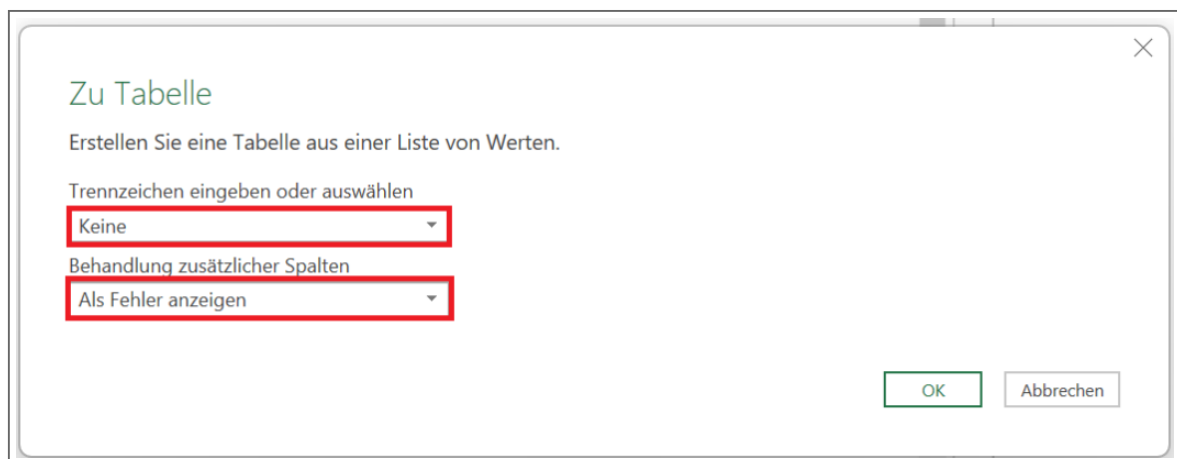 Zu Tabelle
Erstellen Sie eine Tabelle aus einer Liste von Werten.
Trennzeichen eingeben oder auswählen
Keine
Behandlung zusätzlicher Spalten
Als Fehler anzeigen
OK Abbrechen